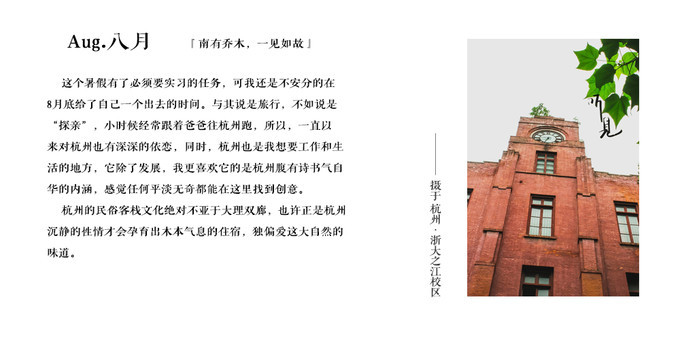 Aug.八月 『南有乔木，一见如故』
这个暑假有了必须要实习的任务，可我还是不安分的在
8月底给了自己一个出去的时间。与其说是旅行，不如说是
“探亲”，小时候经常跟着爸爸往杭州跑，所以，一直以
来对杭州也有深深的依恋，同时，杭州也是我想要工作和生
活的地方，它除了发展，我更喜欢它的是杭州腹有诗书气自
华的内涵，感觉任何平淡无奇都能在这里找到创意。
杭州的民俗客栈文化绝对不亚于大理双廊，也许正是杭州
沉静的性情才会孕有出木本气息的住宿，独偏爱这大自然的
味道。
——摄于杭州·浙大之江校区
听见